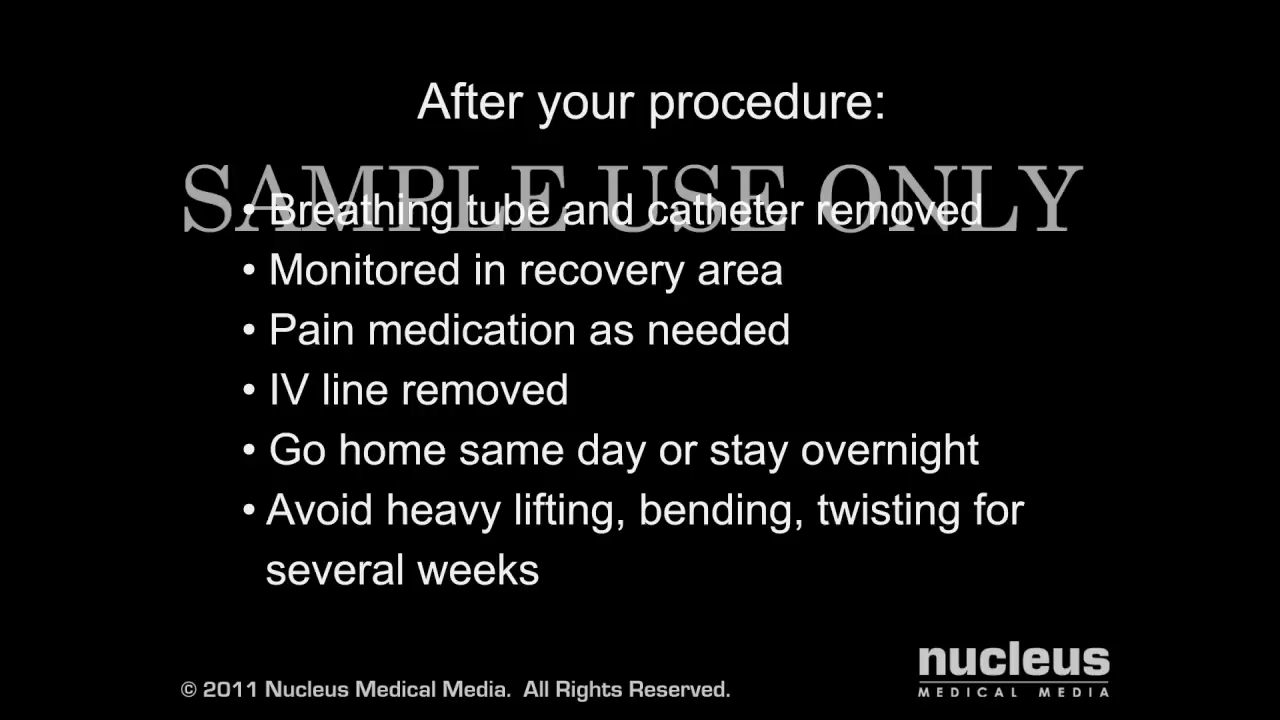 After your procedure:
SAMPLE USE ONLY
• Breathing tube and catheter removed
• Monitored in recovery area
• Pain medication as needed
• IV line removed
• Go home same day or stay overnight
• Avoid heavy lifting, bending, twisting for
several weeks
nucleus
MEDICAL MEDIA
© 2011 Nucleus Medical Media. All Rights Reserved.